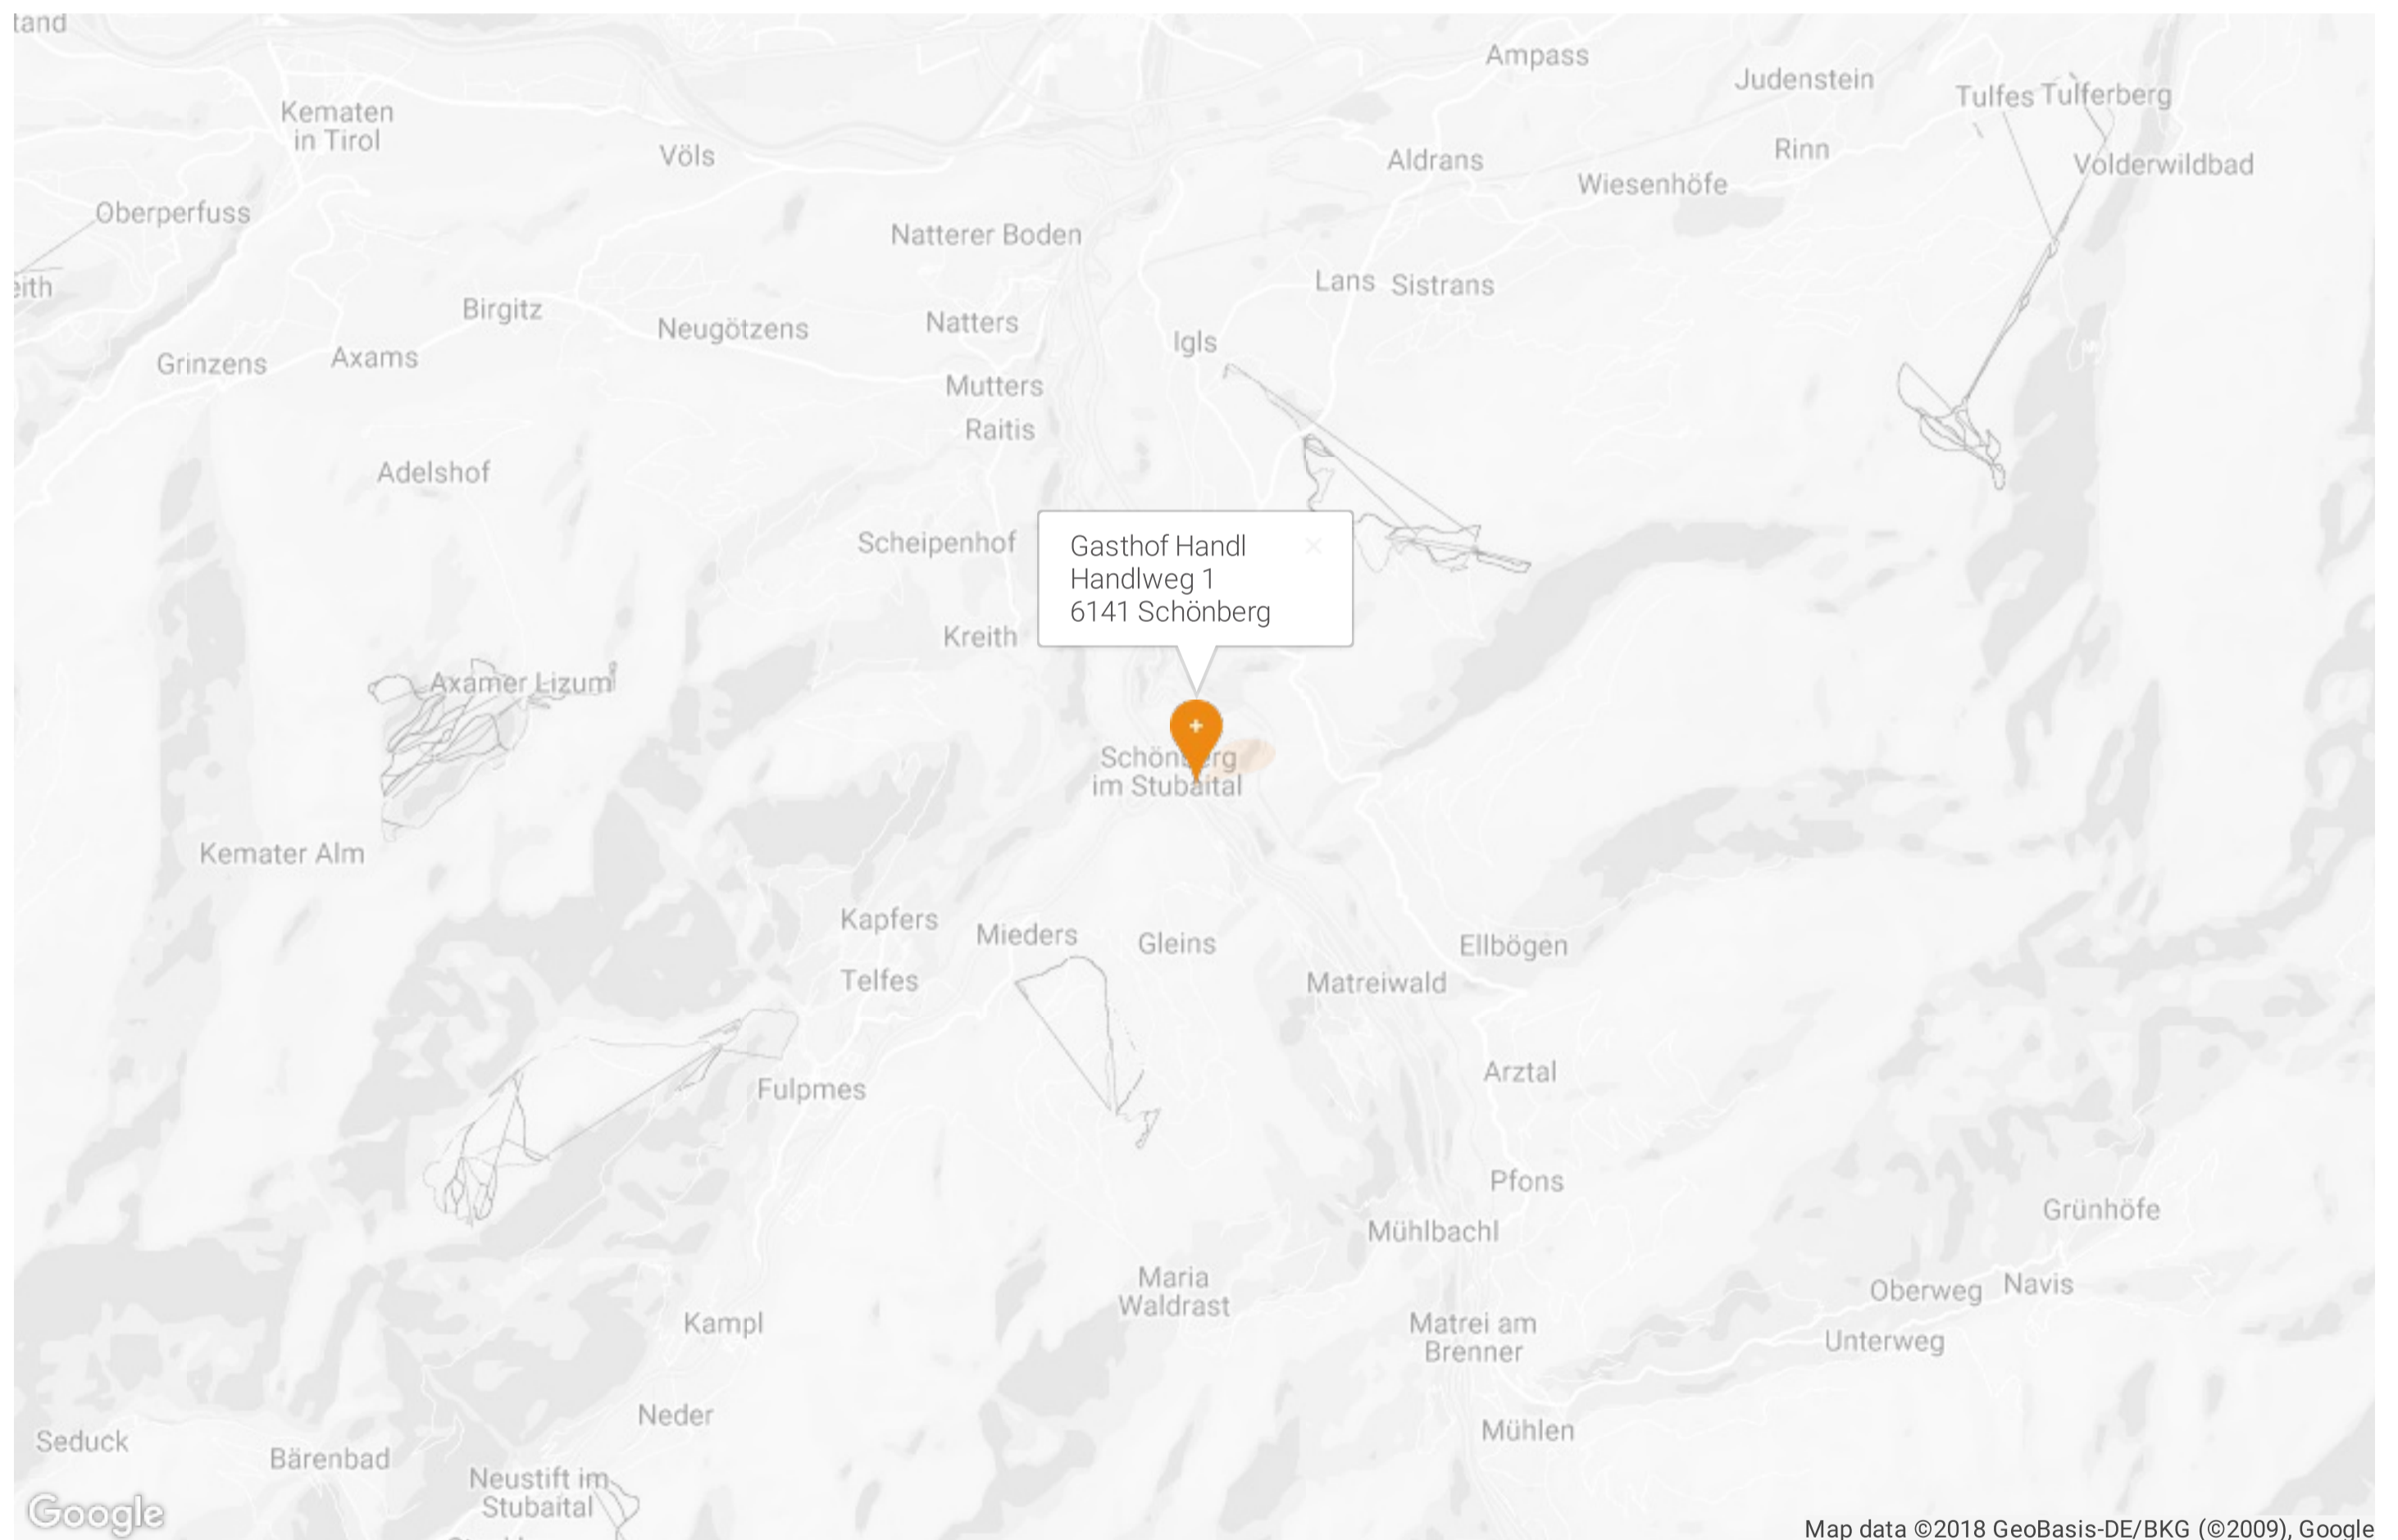 Ampass
Judenstein
Tulfes Tulferberg
Kematen
in Tirol
Völs
Aldrans
Rinn
Wiesenhöfe
Volderwildbad
Oberperfuss
Natterer Boden
Lans Sistrans
Birgitz
Neugötzens
Natters
Igls
Grinzens
Axams
Mutters
Raitis
Adelshof
Scheipenhof
Gasthof Handl
Handlweg 1
6141 Schönberg
Kreith
Axamer Lizum
Schönberg
im Stubaital
Kemater Alm
Kapfers
Mieders
Gleins
Ellbögen
Telfes
Matreiwald
Fulpmes
Arztal
Pfons
Mühlbachl
Grünhöfe
Maria
Waldrast
Oberweg
Navis
Kampl
Matrei am
Brenner
Unterweg
Neder
Mühlen
Seduck
Bärenbad
Neustift im
Stubaital
Google
Map data ©2018 GeoBasis-DE/BKG (©2009), Google